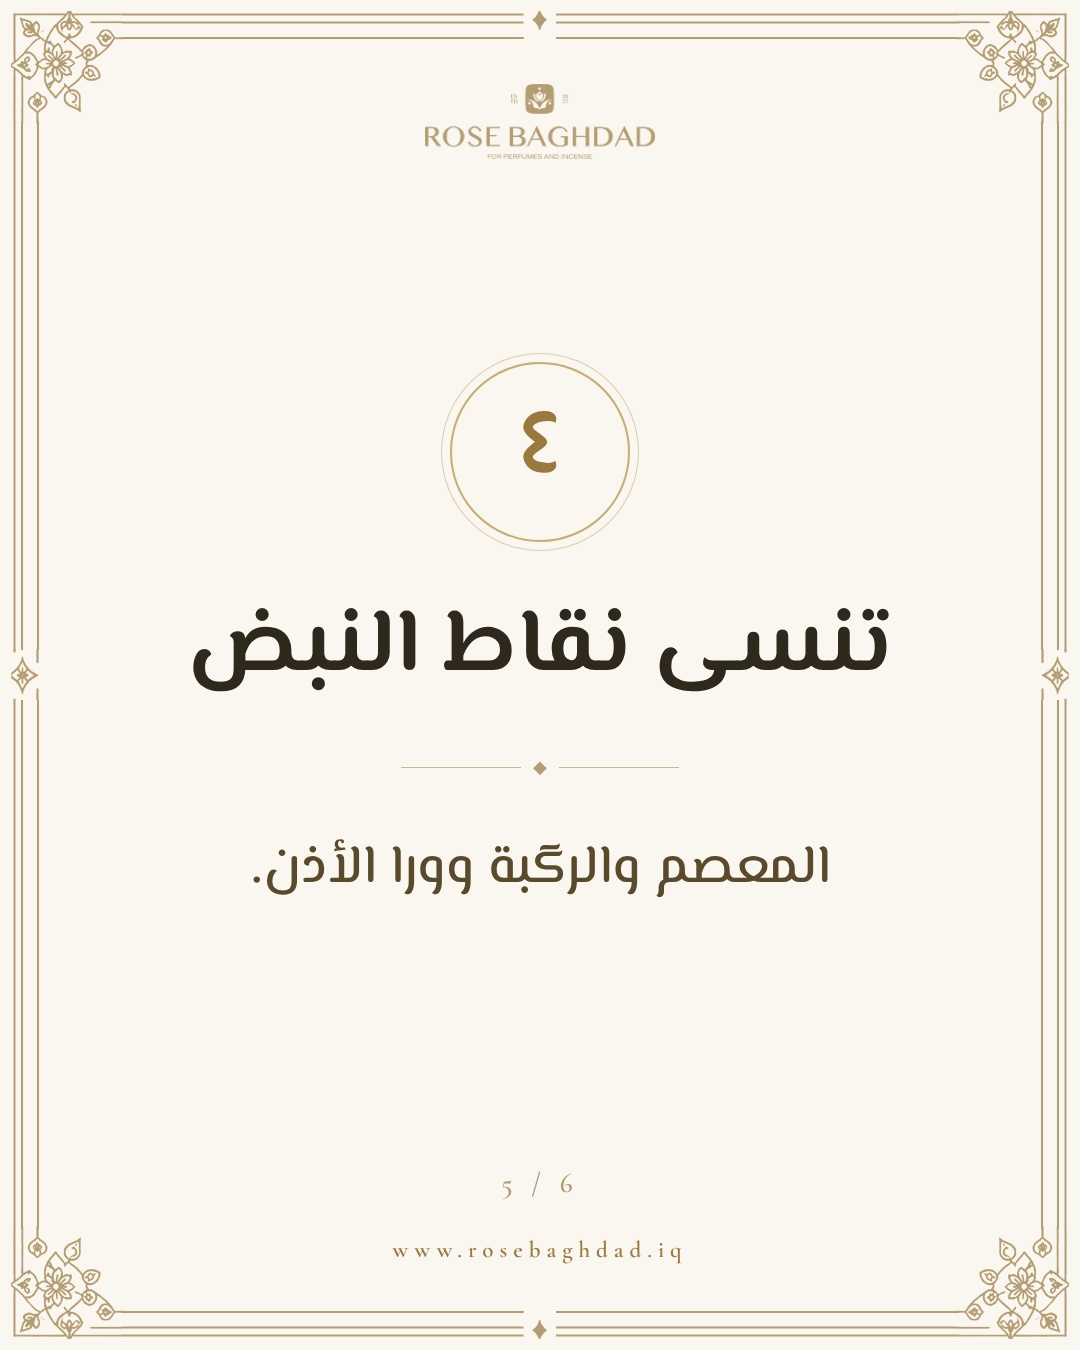 ROSE BAGHDAD
FOR PERFUMES AND INCENSE
٤
تنسى نقاط النبض
المعصم والرگبة وورا الأذن.
5 / 6
www.rosebaghdad.iq